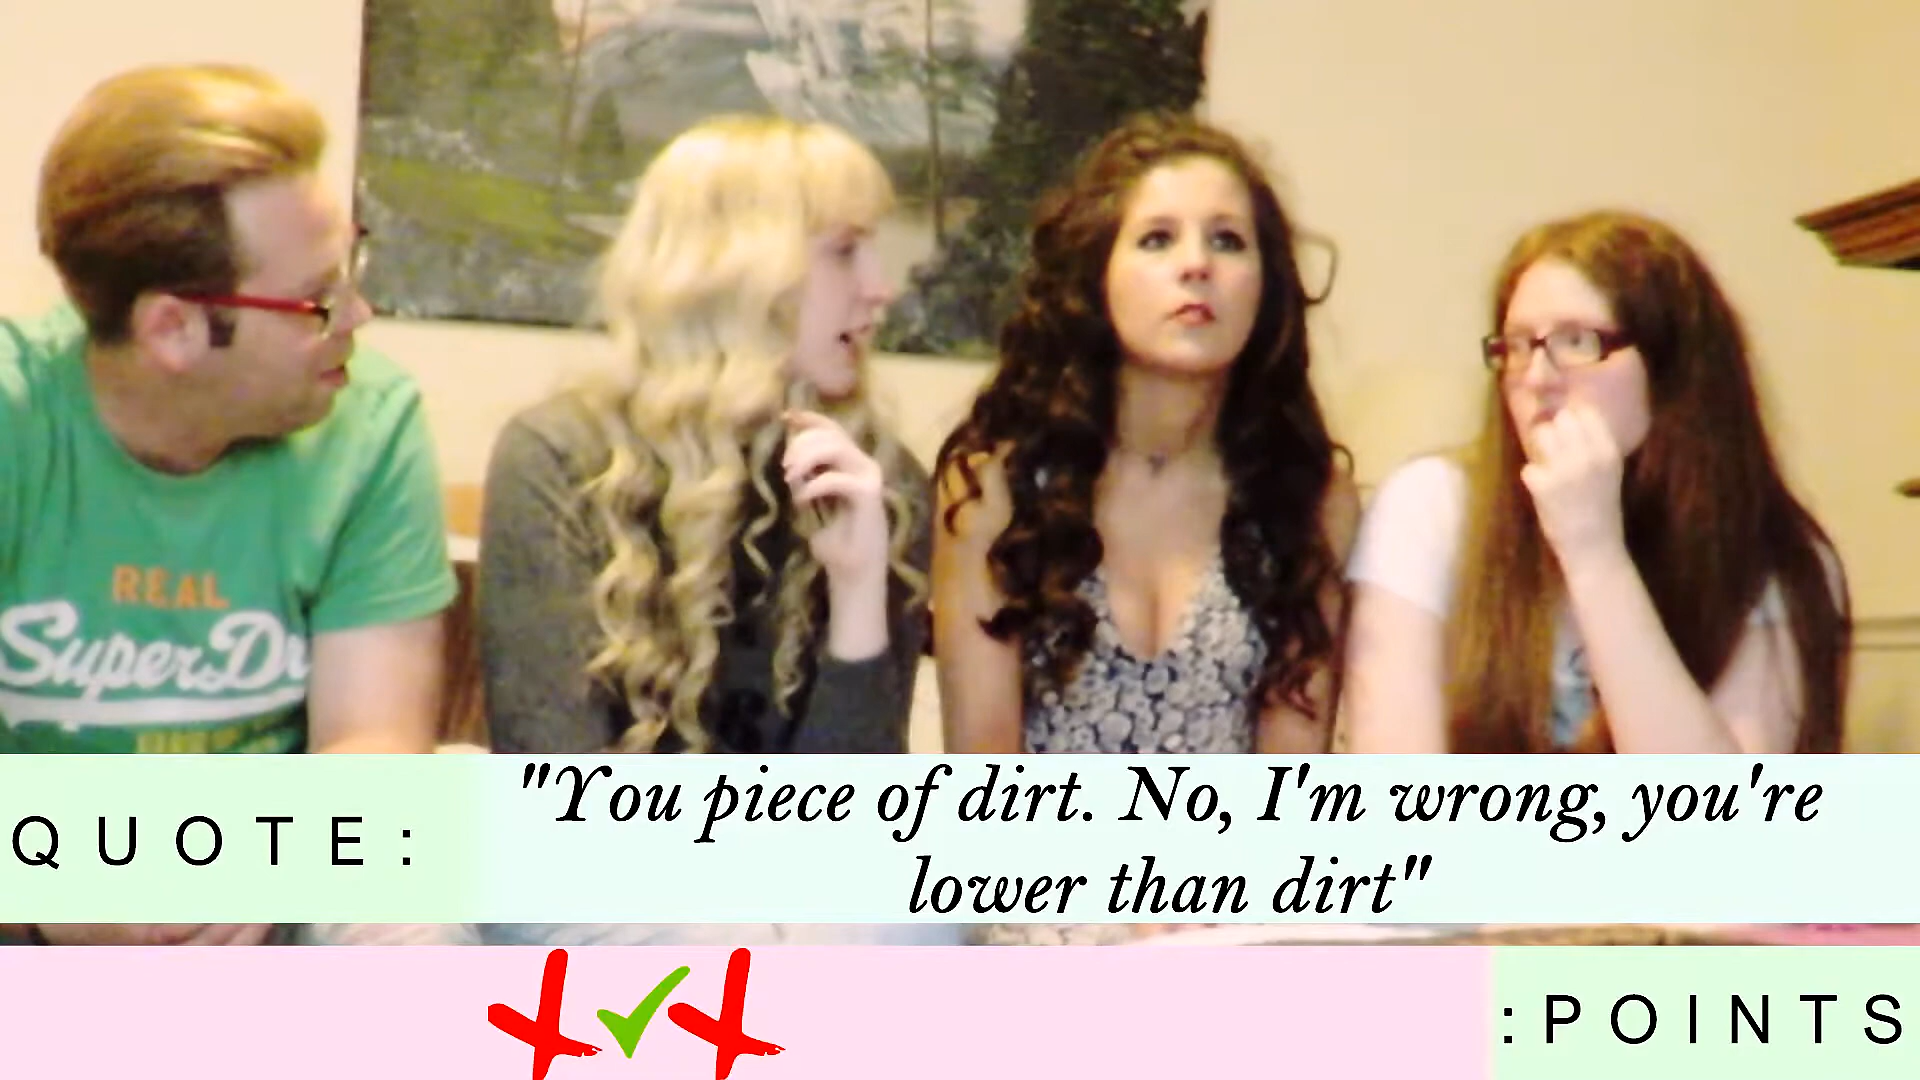 REAL
SuperDr
QUOTE:
"You piece of dirt. No, I'm wrong, you're
lower than dirt"
:POINTS